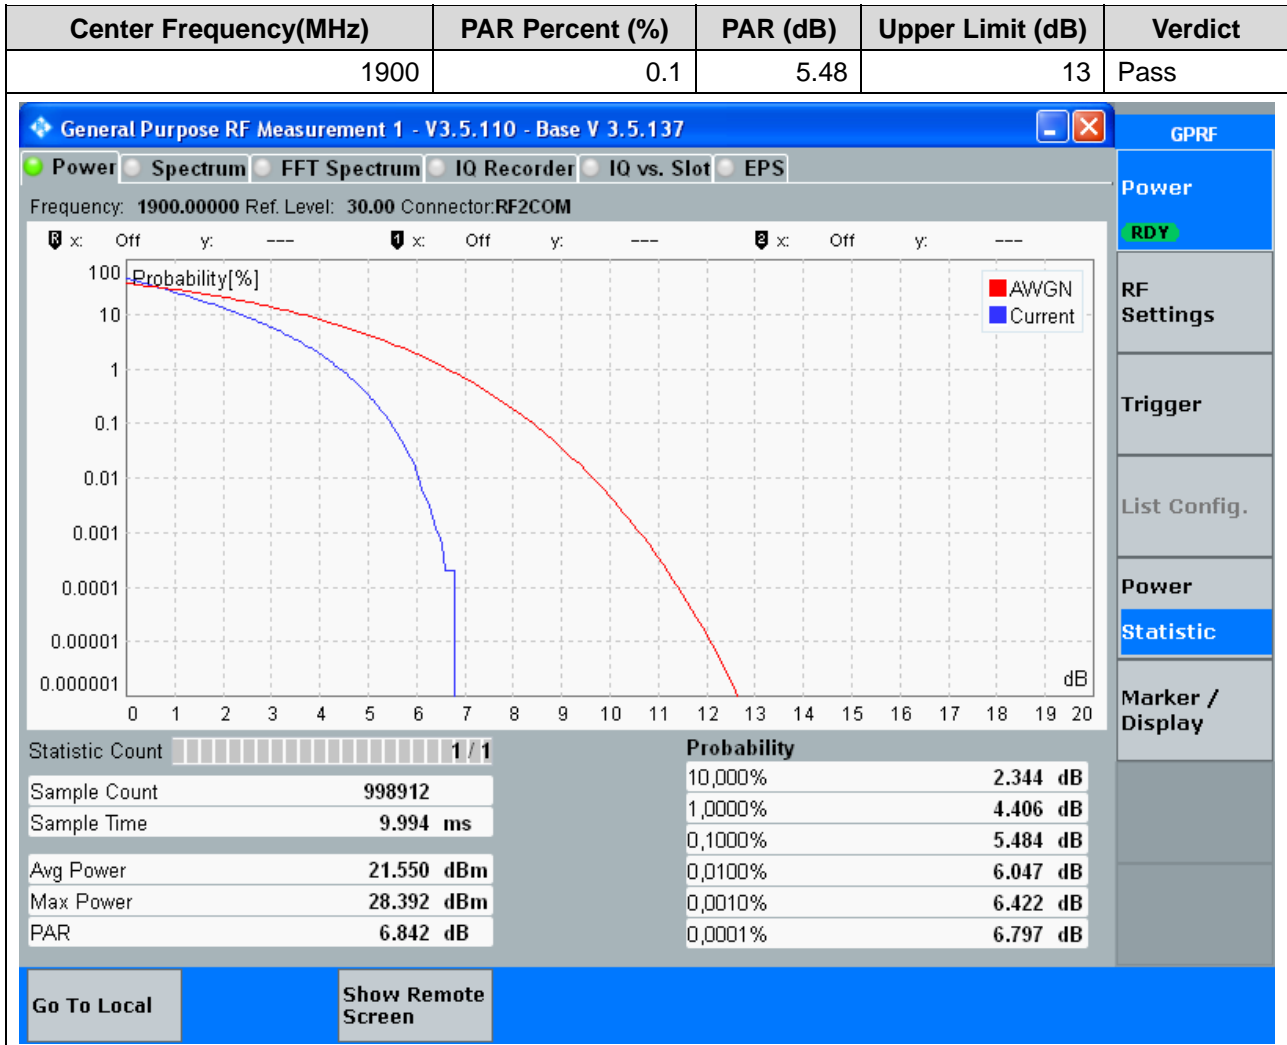 Center Frequency(MHz) PAR Percent (%) PAR (dB) Upper Limit (dB) Verdict
1900 0.1 5.48 13 Pass
General Purpose RF Measurement 1 - V3.5.110 - Base V 3.5.137
GPRF
Power Spectrum FFT Spectrum IQ Recorder IQ vs. Slot EPS
Power
RDY
Frequency: 1900.00000 Ref. Level: 30.00 Connector:RF2COM
R x: Off y: --- 1 x: Off y: --- 2 x: Off y: ---
Probability[%]
AWGN
Current
100
10
1
0.1
0.01
0.001
0.0001
0.00001
0.000001
dB
0 1 2 3 4 5 6 7 8 9 10 11 12 13 14 15 16 17 18 19 20
RF
Settings
Trigger
List Config.
Power
Statistic
Marker /
Display
Statistic Count 1 / 1
Sample Count 998912
Sample Time 9.994 ms
Avg Power 21.550 dBm
Max Power 28.392 dBm
PAR 6.842 dB
Probability
10,000% 2.344 dB
1,0000% 4.406 dB
0,1000% 5.484 dB
0,0100% 6.047 dB
0,0010% 6.422 dB
0,0001% 6.797 dB
Go To Local
Show Remote
Screen